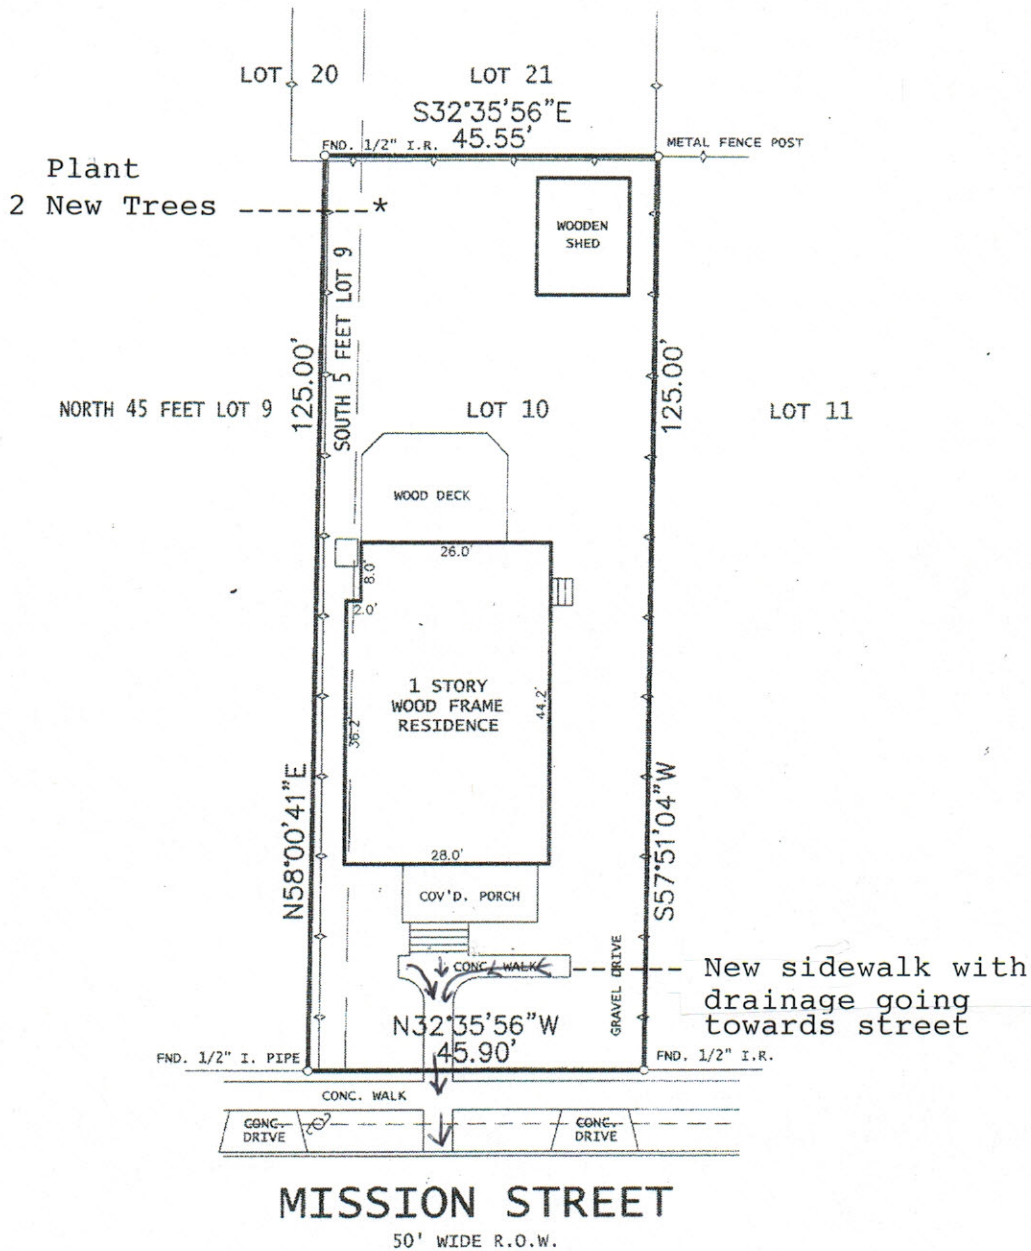 LOT 20
LOT 21
S32°35'56"E
45.55'
FND. 1/2" I.R.
METAL FENCE POST
Plant
2 New Trees -------*
WOODEN
SHED
SOUTH 5 FEET LOT 9
125.00'
125.00'
NORTH 45 FEET LOT 9
LOT 10
LOT 11
WOOD DECK
26.0'
8.0'
2.0'
1 STORY
WOOD FRAME
RESIDENCE
44.2'
36.2'
N58°00'41"E
S57°51'04"W
28.0'
COV'D. PORCH
CONC. WALK
GRAVEL DRIVE
New sidewalk with
drainage going
towards street
N32°35'56"W
45.90'
FND. 1/2" I. PIPE
FND. 1/2" I.R.
CONC. WALK
CONC.
DRIVE
CONC.
DRIVE
MISSION STREET
50' WIDE R.O.W.